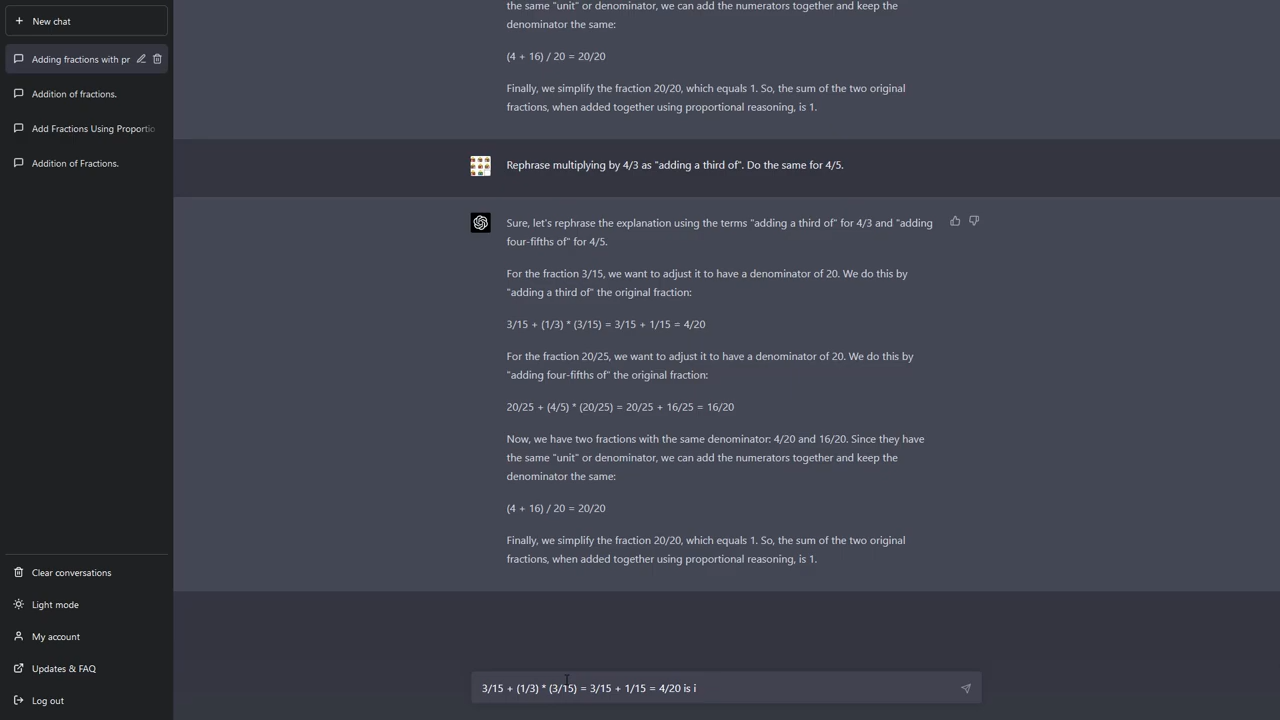 New chat
Adding fractions with pr
Addition of fractions.
Add Fractions Using Proportio
Addition of Fractions.
Clear conversations
Light mode
My account
Updates & FAQ
Log out
the same "unit" or denominator, we can add the numerators together and keep the
denominator the same:
(4 + 16) / 20 = 20/20
Finally, we simplify the fraction 20/20, which equals 1. So, the sum of the two original
fractions, when added together using proportional reasoning, is 1.
Rephrase multiplying by 4/3 as "adding a third of". Do the same for 4/5.
Sure, let's rephrase the explanation using the terms "adding a third of" for 4/3 and "adding
four-fifths of" for 4/5.
For the fraction 3/15, we want to adjust it to have a denominator of 20. We do this by
"adding a third of" the original fraction:
3/15 + (1/3) * (3/15) = 3/15 + 1/15 = 4/20
For the fraction 20/25, we want to adjust it to have a denominator of 20. We do this by
"adding four-fifths of" the original fraction:
20/25 + (4/5) * (20/25) = 20/25 + 16/25 = 16/20
Now, we have two fractions with the same denominator: 4/20 and 16/20. Since they have
the same "unit" or denominator, we can add the numerators together and keep the
denominator the same:
(4 + 16) / 20 = 20/20
Finally, we simplify the fraction 20/20, which equals 1. So, the sum of the two original
fractions, when added together using proportional reasoning, is 1.
3/15 + (1/3) * (3/15) = 3/15 + 1/15 = 4/20 is i